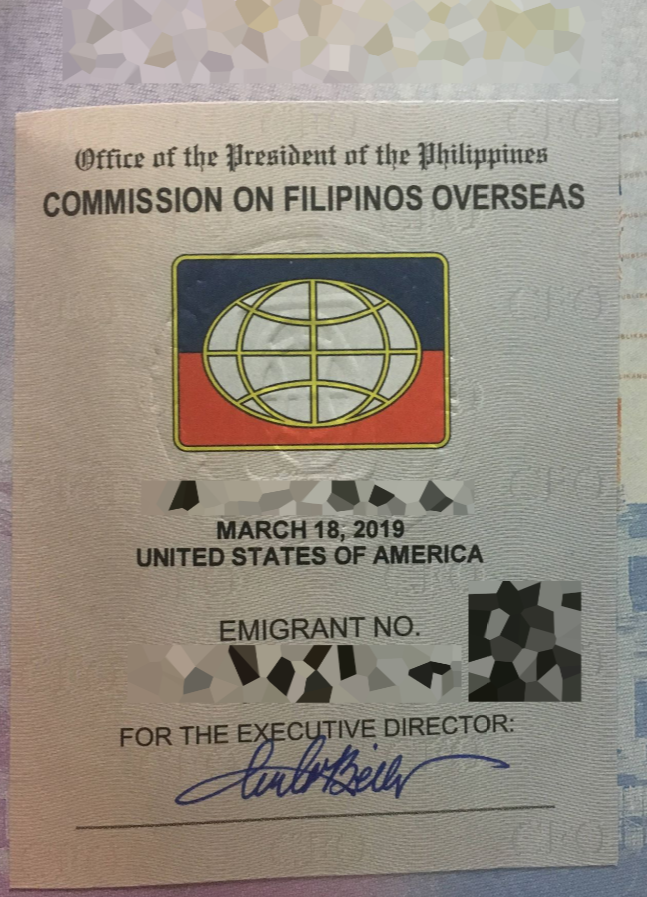 Office of the President of the Philippines
COMMISSION ON FILIPINOS OVERSEAS
MARCH 18, 2019
UNITED STATES OF AMERICA
EMIGRANT NO.
FOR THE EXECUTIVE DIRECTOR: